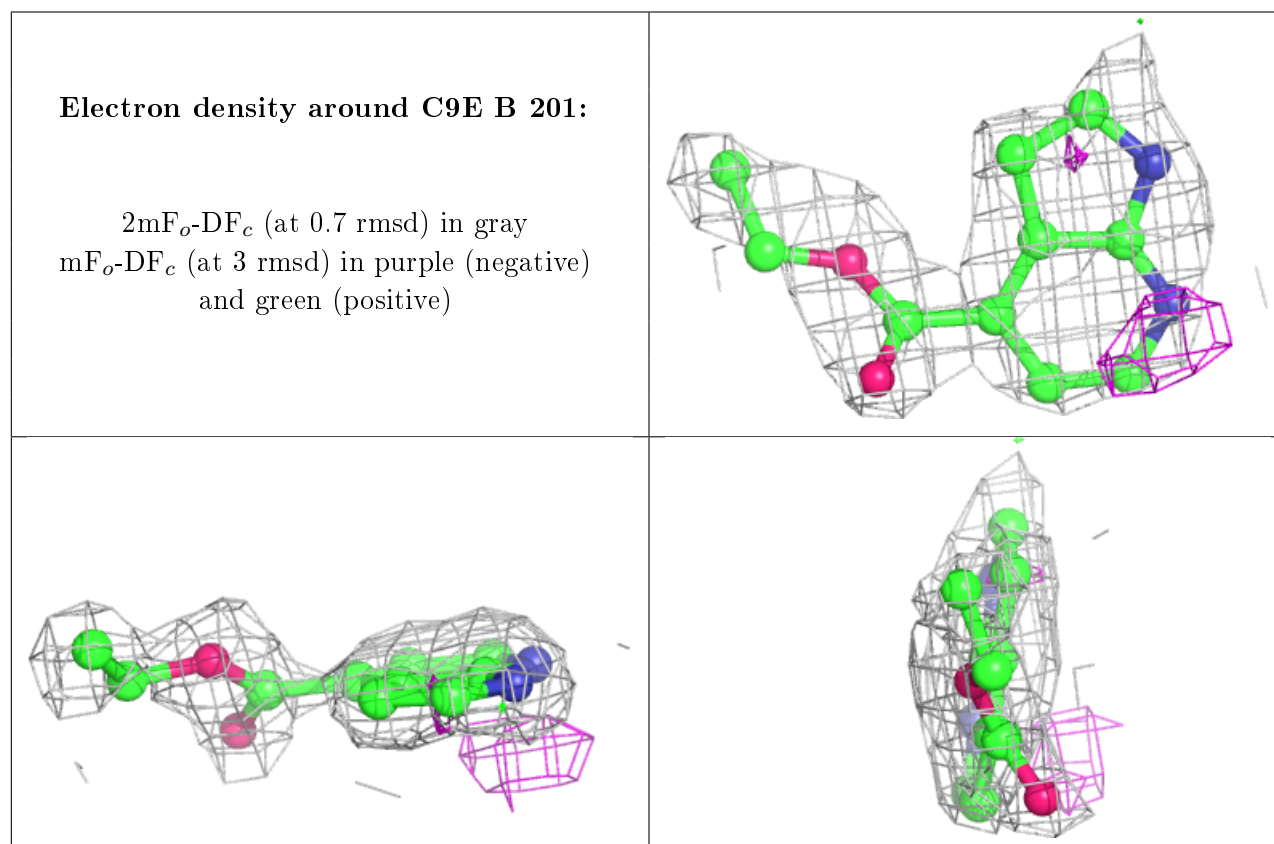 Electron density around C9E B 201:
2mFₒ-DF𝑐 (at 0.7 rmsd) in gray
mFₒ-DF𝑐 (at 3 rmsd) in purple (negative)
and green (positive)